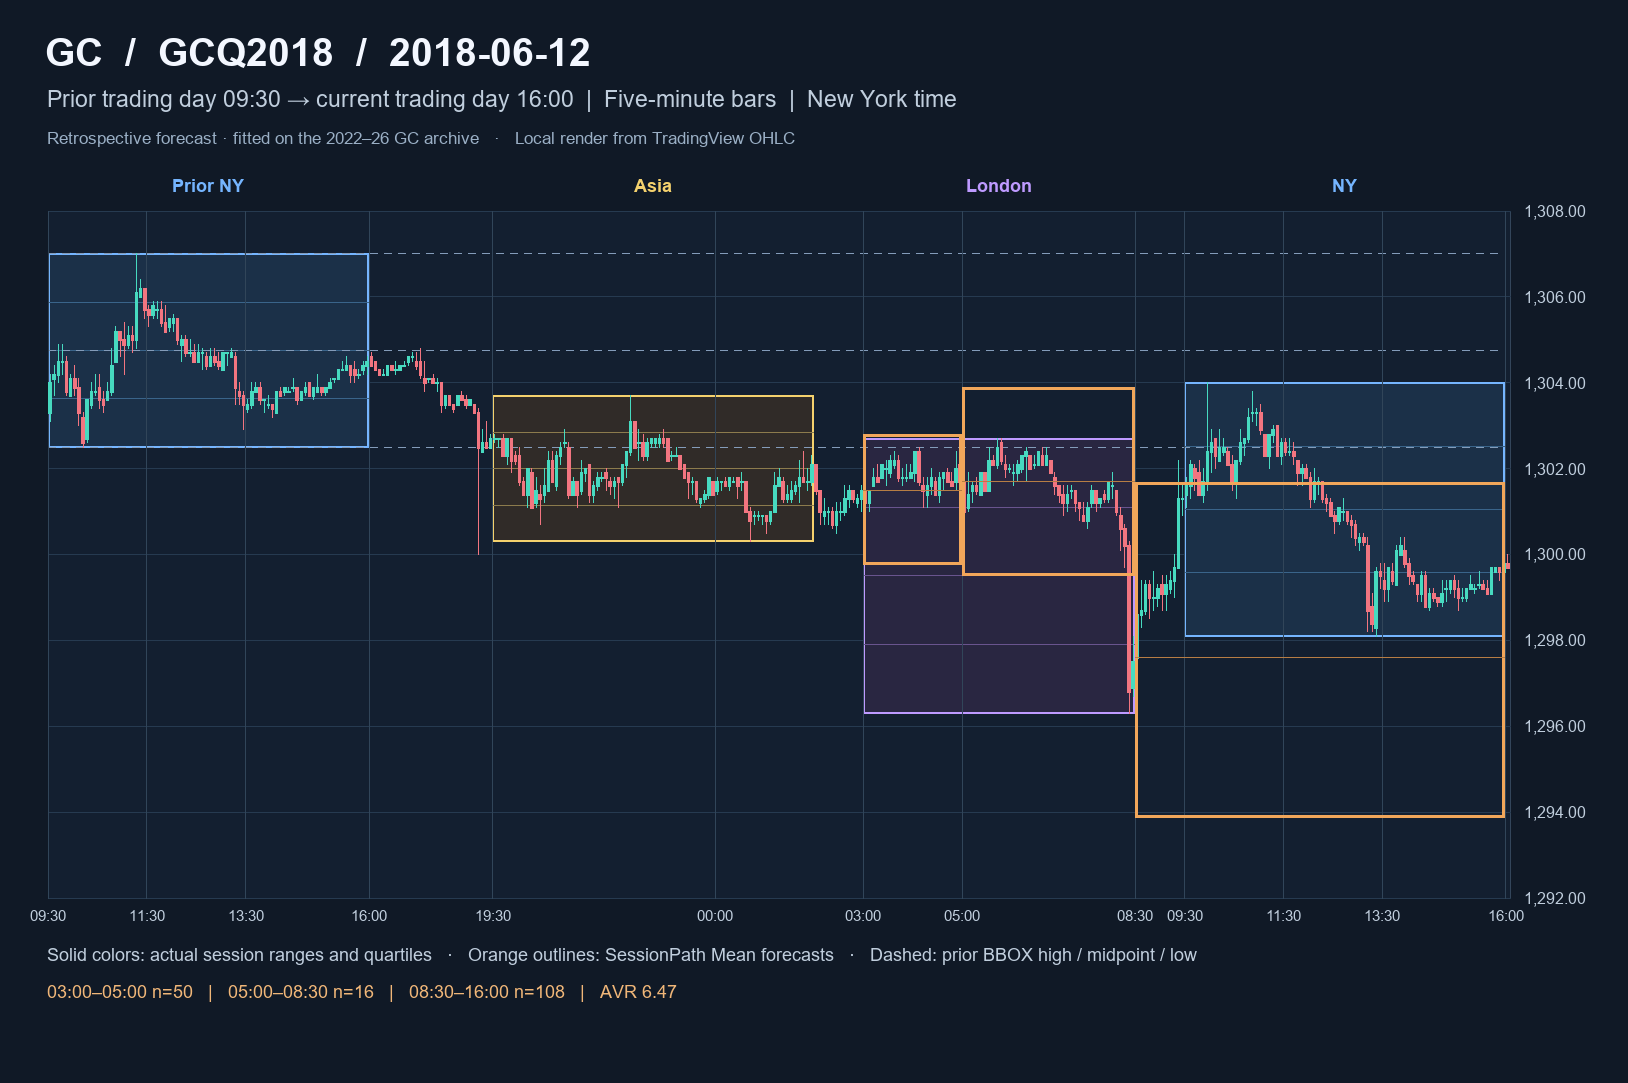 GC / GCQ2018 / 2018-06-12
Prior trading day 09:30 → current trading day 16:00 | Five-minute bars | New York time
Retrospective forecast · fitted on the 2022–26 GC archive · Local render from TradingView OHLC
Prior NY Asia London NY
1,308.00
1,306.00
1,304.00
1,302.00
1,300.00
1,298.00
1,296.00
1,294.00
1,292.00
09:30 11:30 13:30 16:00 19:30 00:00 03:00 05:00 08:30 09:30 11:30 13:30 16:00
Solid colors: actual session ranges and quartiles · Orange outlines: SessionPath Mean forecasts · Dashed: prior BBOX high / midpoint / low
03:00–05:00 n=50 | 05:00–08:30 n=16 | 08:30–16:00 n=108 | AVR 6.47